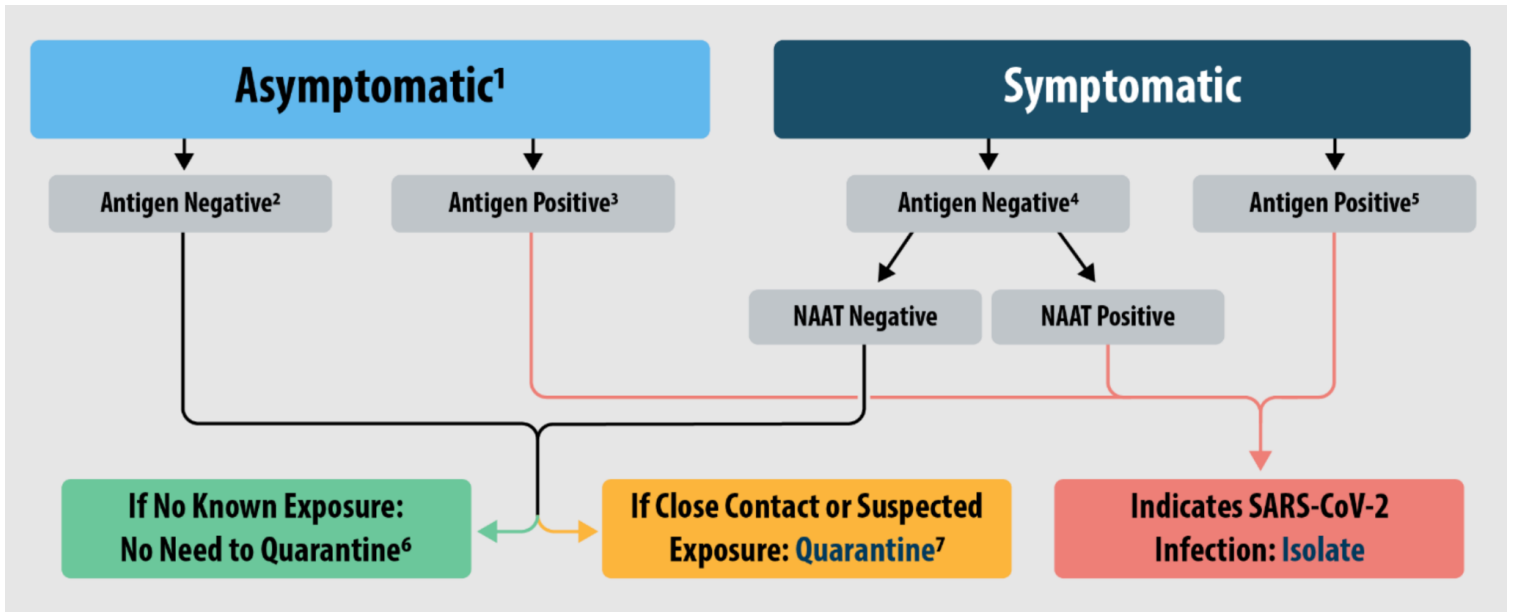 Asymptomatic¹
Symptomatic
Antigen Negative²
Antigen Positive³
Antigen Negative⁴
Antigen Positive⁵
NAAT Negative
NAAT Positive
If No Known Exposure:
No Need to Quarantine⁶
If Close Contact or Suspected
Exposure: Quarantine⁷
Indicates SARS-CoV-2
Infection: Isolate